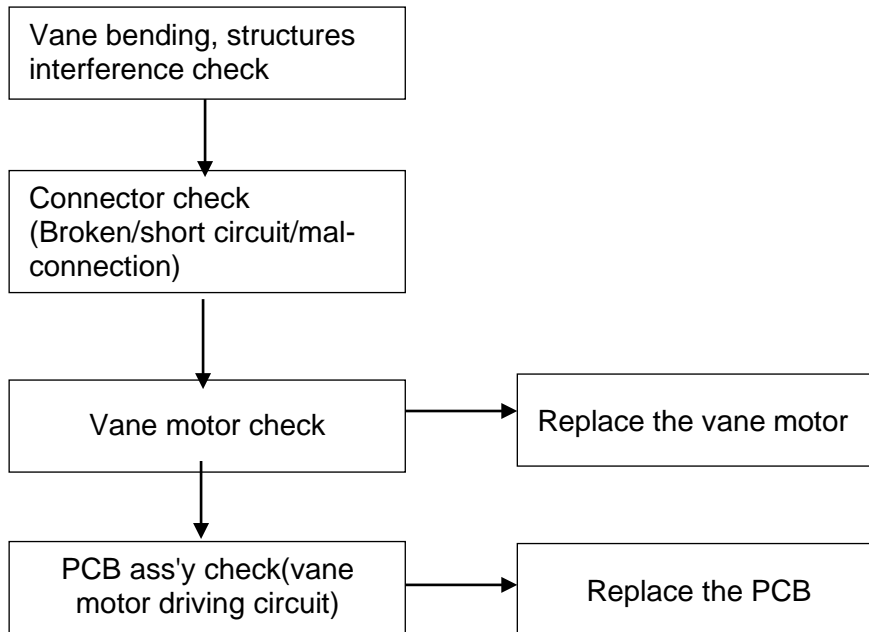 Vane bending, structures
interference check
Connector check
(Broken/short circuit/mal-
connection)
Vane motor check
Replace the vane motor
PCB ass'y check(vane
motor driving circuit)
Replace the PCB